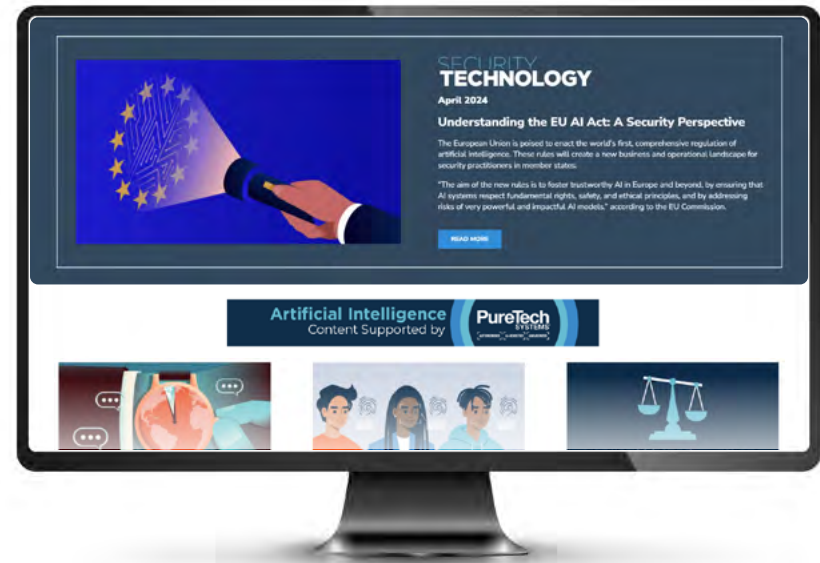 SECURITY
TECHNOLOGY
April 2024
Understanding the EU AI Act: A Security Perspective
The European Union is poised to enact the world's first, comprehensive regulation of
artificial intelligence. These rules will create a new business and operational landscape for
security practitioners in member states.
"The aim of the new rules is to foster trustworthy AI in Europe and beyond, by ensuring that
AI systems respect fundamental rights, safety, and ethical principles, and by addressing
risks of very powerful and impactful AI models," according to the EU Commission.
READ MORE
Artificial Intelligence
Content Supported by
PureTech
SYSTEMS